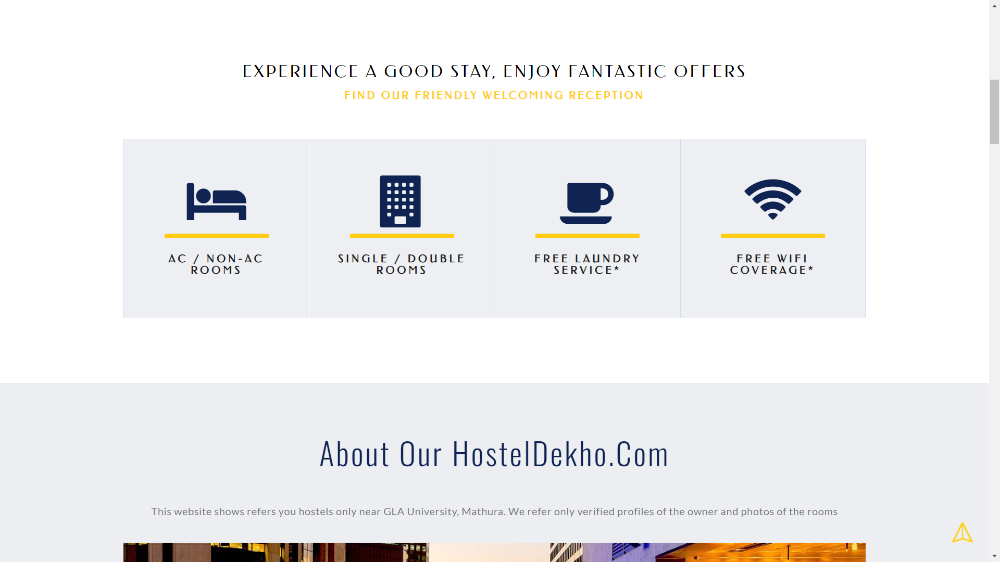 EXPERIENCE A GOOD STAY, ENJOY FANTASTIC OFFERS
FIND OUR FRIENDLY WELCOMING RECEPTION
AC / NON-AC
ROOMS
SINGLE / DOUBLE
ROOMS
FREE LAUNDRY
SERVICE*
FREE WIFI
COVERAGE*
About Our HostelDekho.Com
This website shows refers you hostels only near GLA University, Mathura. We refer only verified profiles of the owner and photos of the rooms